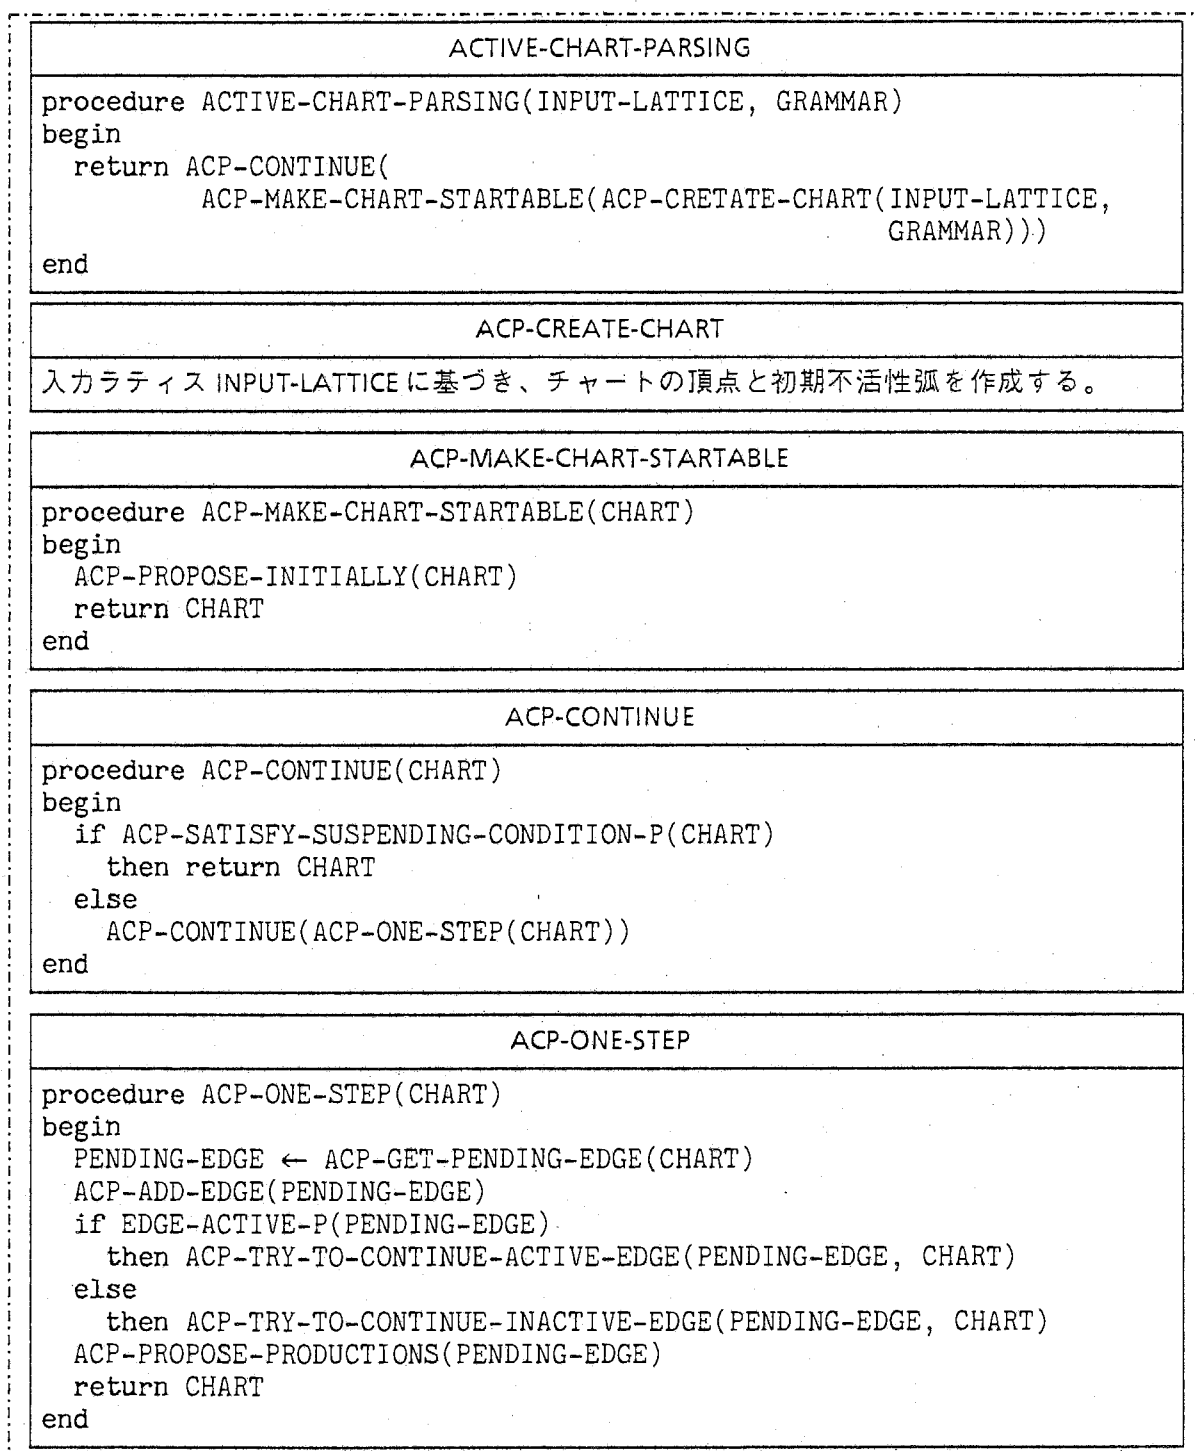 ACTIVE-CHART-PARSING
procedure ACTIVE-CHART-PARSING(INPUT-LATTICE, GRAMMAR)
begin
return ACP-CONTINUE(
ACP-MAKE-CHART-STARTABLE(ACP-CRETATE-CHART(INPUT-LATTICE,
GRAMMAR)))
end
ACP-CREATE-CHART
入力ラティス INPUT-LATTICE に基づき、チャートの頂点と初期不活性弧を作成する。
ACP-MAKE-CHART-STARTABLE
procedure ACP-MAKE-CHART-STARTABLE(CHART)
begin
ACP-PROPOSE-INITIALLY(CHART)
return CHART
end
ACP-CONTINUE
procedure ACP-CONTINUE(CHART)
begin
if ACP-SATISFY-SUSPENDING-CONDITION-P(CHART)
then return CHART
else
ACP-CONTINUE(ACP-ONE-STEP(CHART))
end
ACP-ONE-STEP
procedure ACP-ONE-STEP(CHART)
begin
PENDING-EDGE ← ACP-GET-PENDING-EDGE(CHART)
ACP-ADD-EDGE(PENDING-EDGE)
if EDGE-ACTIVE-P(PENDING-EDGE)
then ACP-TRY-TO-CONTINUE-ACTIVE-EDGE(PENDING-EDGE, CHART)
else
then ACP-TRY-TO-CONTINUE-INACTIVE-EDGE(PENDING-EDGE, CHART)
ACP-PROPOSE-PRODUCTIONS(PENDING-EDGE)
return CHART
end